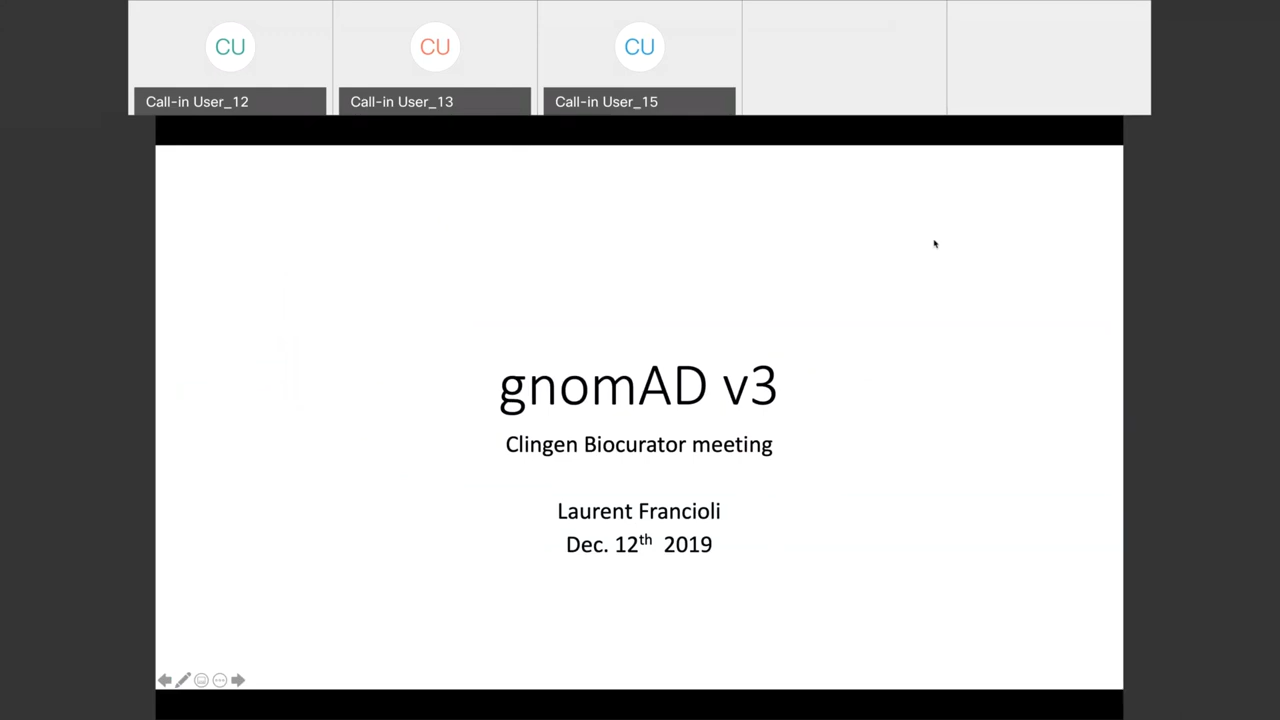 CU
CU
CU
Call-in User_12
Call-in User_13
Call-in User_15
gnomAD v3
Clingen Biocurator meeting
Laurent Francioli
Dec. 12th 2019